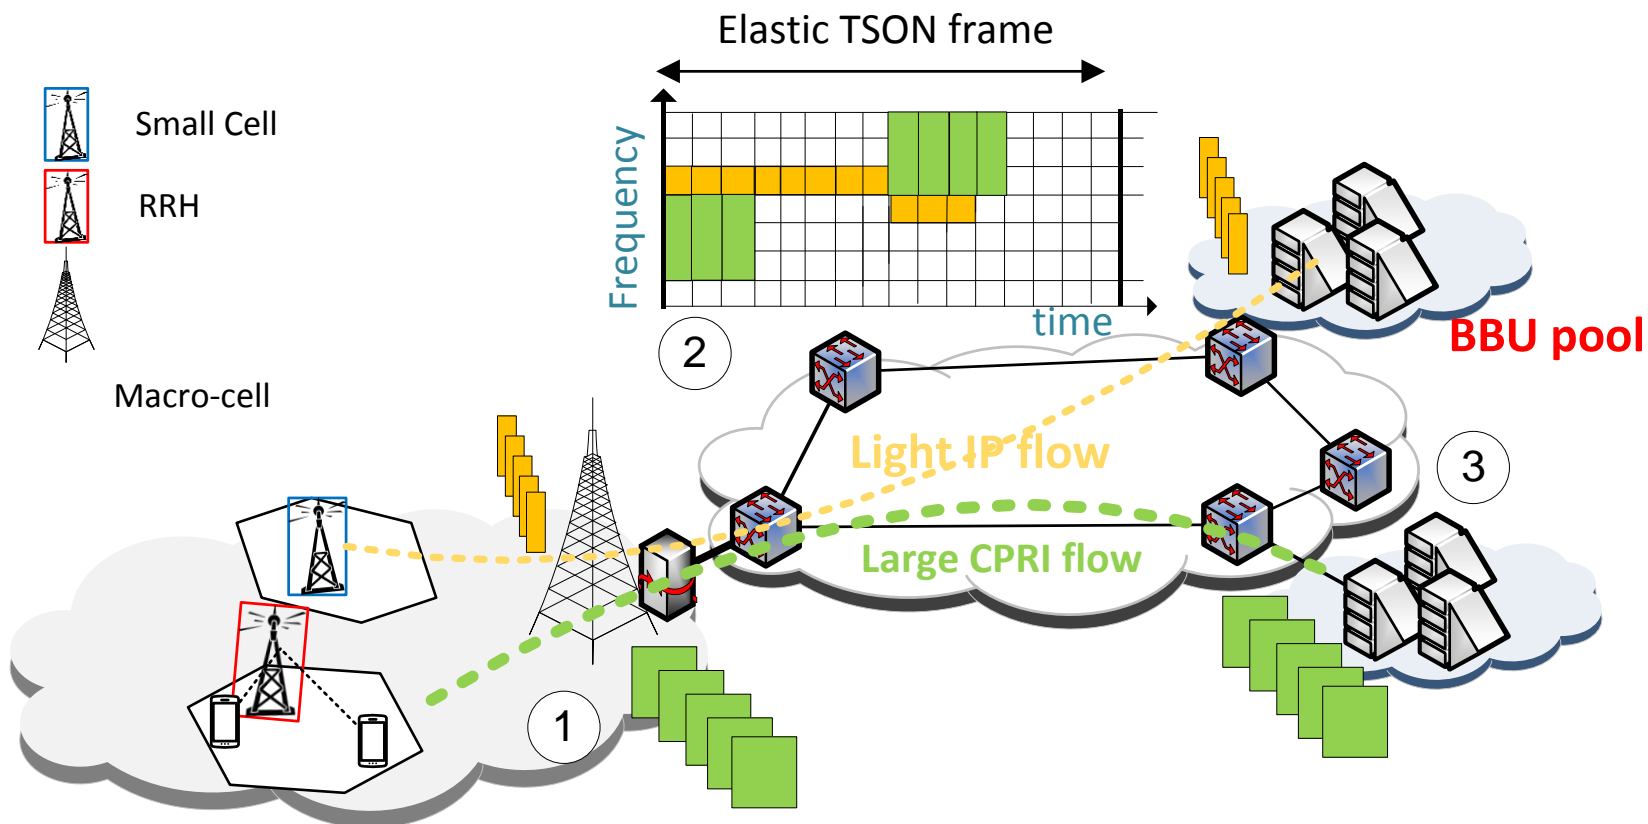 Elastic TSON frame
Small Cell
RRH
Macro-cell
Frequency
time
2
BBU pool
Light IP flow
3
Large CPRI flow
1